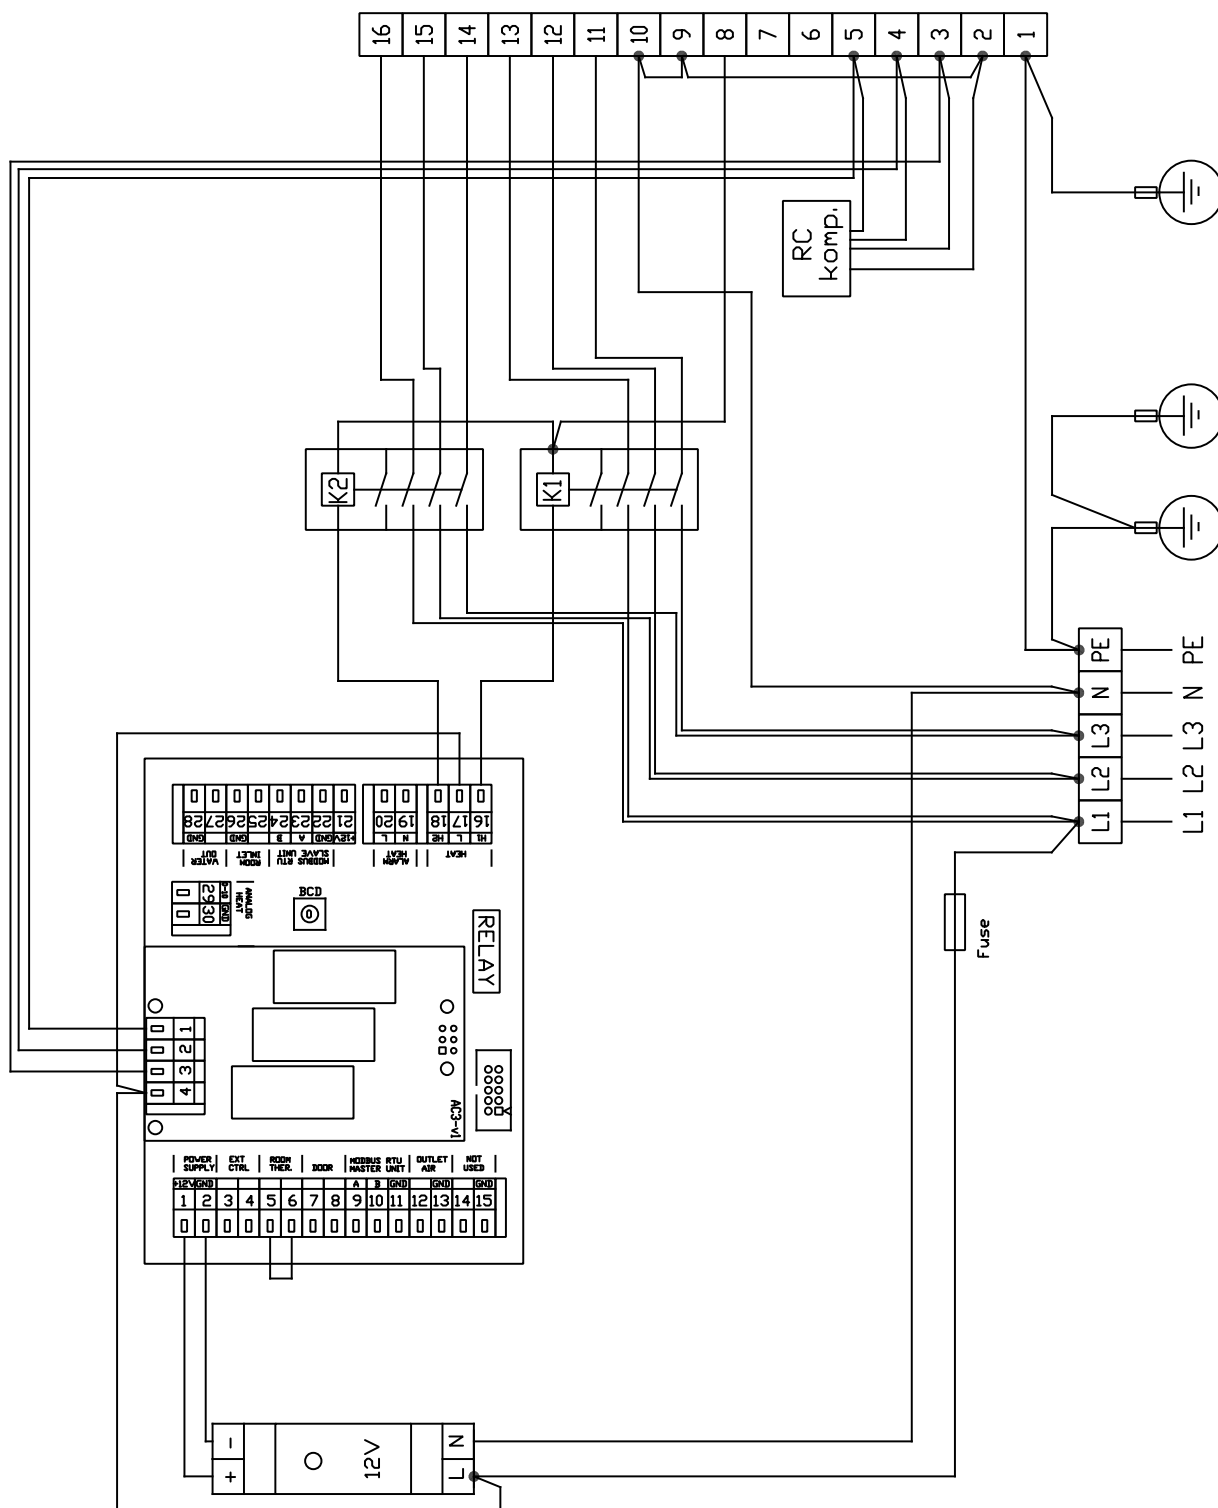 16 15 14 13 12 11 10 9 8 7 6 5 4 3 2 1
RC
komp.
K2
K1
PE
N
L3
L2
L1
PE
N
L3
L2
L1
Fuse
28 27 26 25 24 23 22 21 20 19 18 17 16
GND GND B A GND +12V L N H2 L H1
VATER
OUT
ROOM
INLET
MODBUS RTU
SLAVE UNIT
ALARM
HEAT
HEAT
29 30
0-10 GND
ANALOG
HEAT
BCD
RELAY
1
2
3
4
AC3-v1
POWER
SUPPLY
EXT
CTRL
ROOM
THER.
DOOR
MODBUS RTU
MASTER UNIT
OUTLET
AIR
NOT
USED
+12V GND A B GND GND GND
1 2 3 4 5 6 7 8 9 10 11 12 13 14 15
- +
12V
N
L